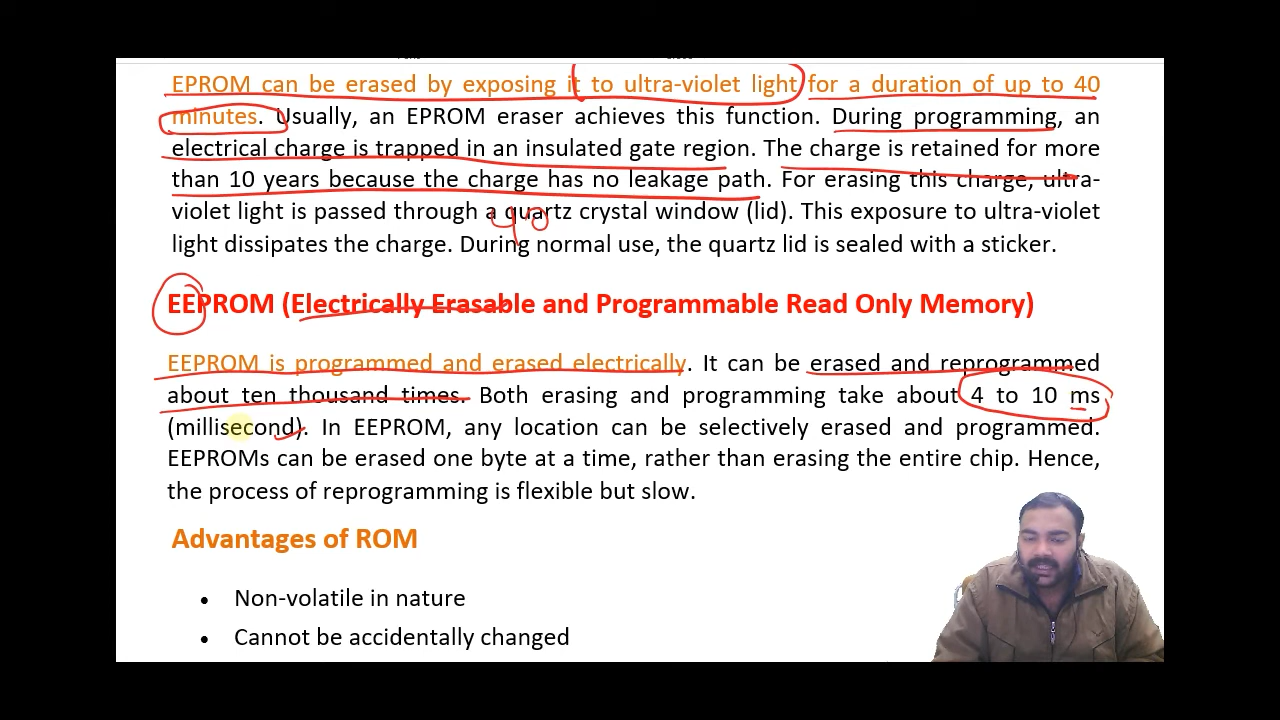 EPROM can be erased by exposing it to ultra-violet light for a duration of up to 40
minutes. Usually, an EPROM eraser achieves this function. During programming, an
electrical charge is trapped in an insulated gate region. The charge is retained for more
than 10 years because the charge has no leakage path. For erasing this charge, ultra-
violet light is passed through a quartz crystal window (lid). This exposure to ultra-violet
40
light dissipates the charge. During normal use, the quartz lid is sealed with a sticker.
EEPROM (Electrically Erasable and Programmable Read Only Memory)
EEPROM is programmed and erased electrically. It can be erased and reprogrammed
about ten thousand times. Both erasing and programming take about 4 to 10 ms
(millisecond). In EEPROM, any location can be selectively erased and programmed.
EEPROMs can be erased one byte at a time, rather than erasing the entire chip. Hence,
the process of reprogramming is flexible but slow.
Advantages of ROM
• Non-volatile in nature
• Cannot be accidentally changed